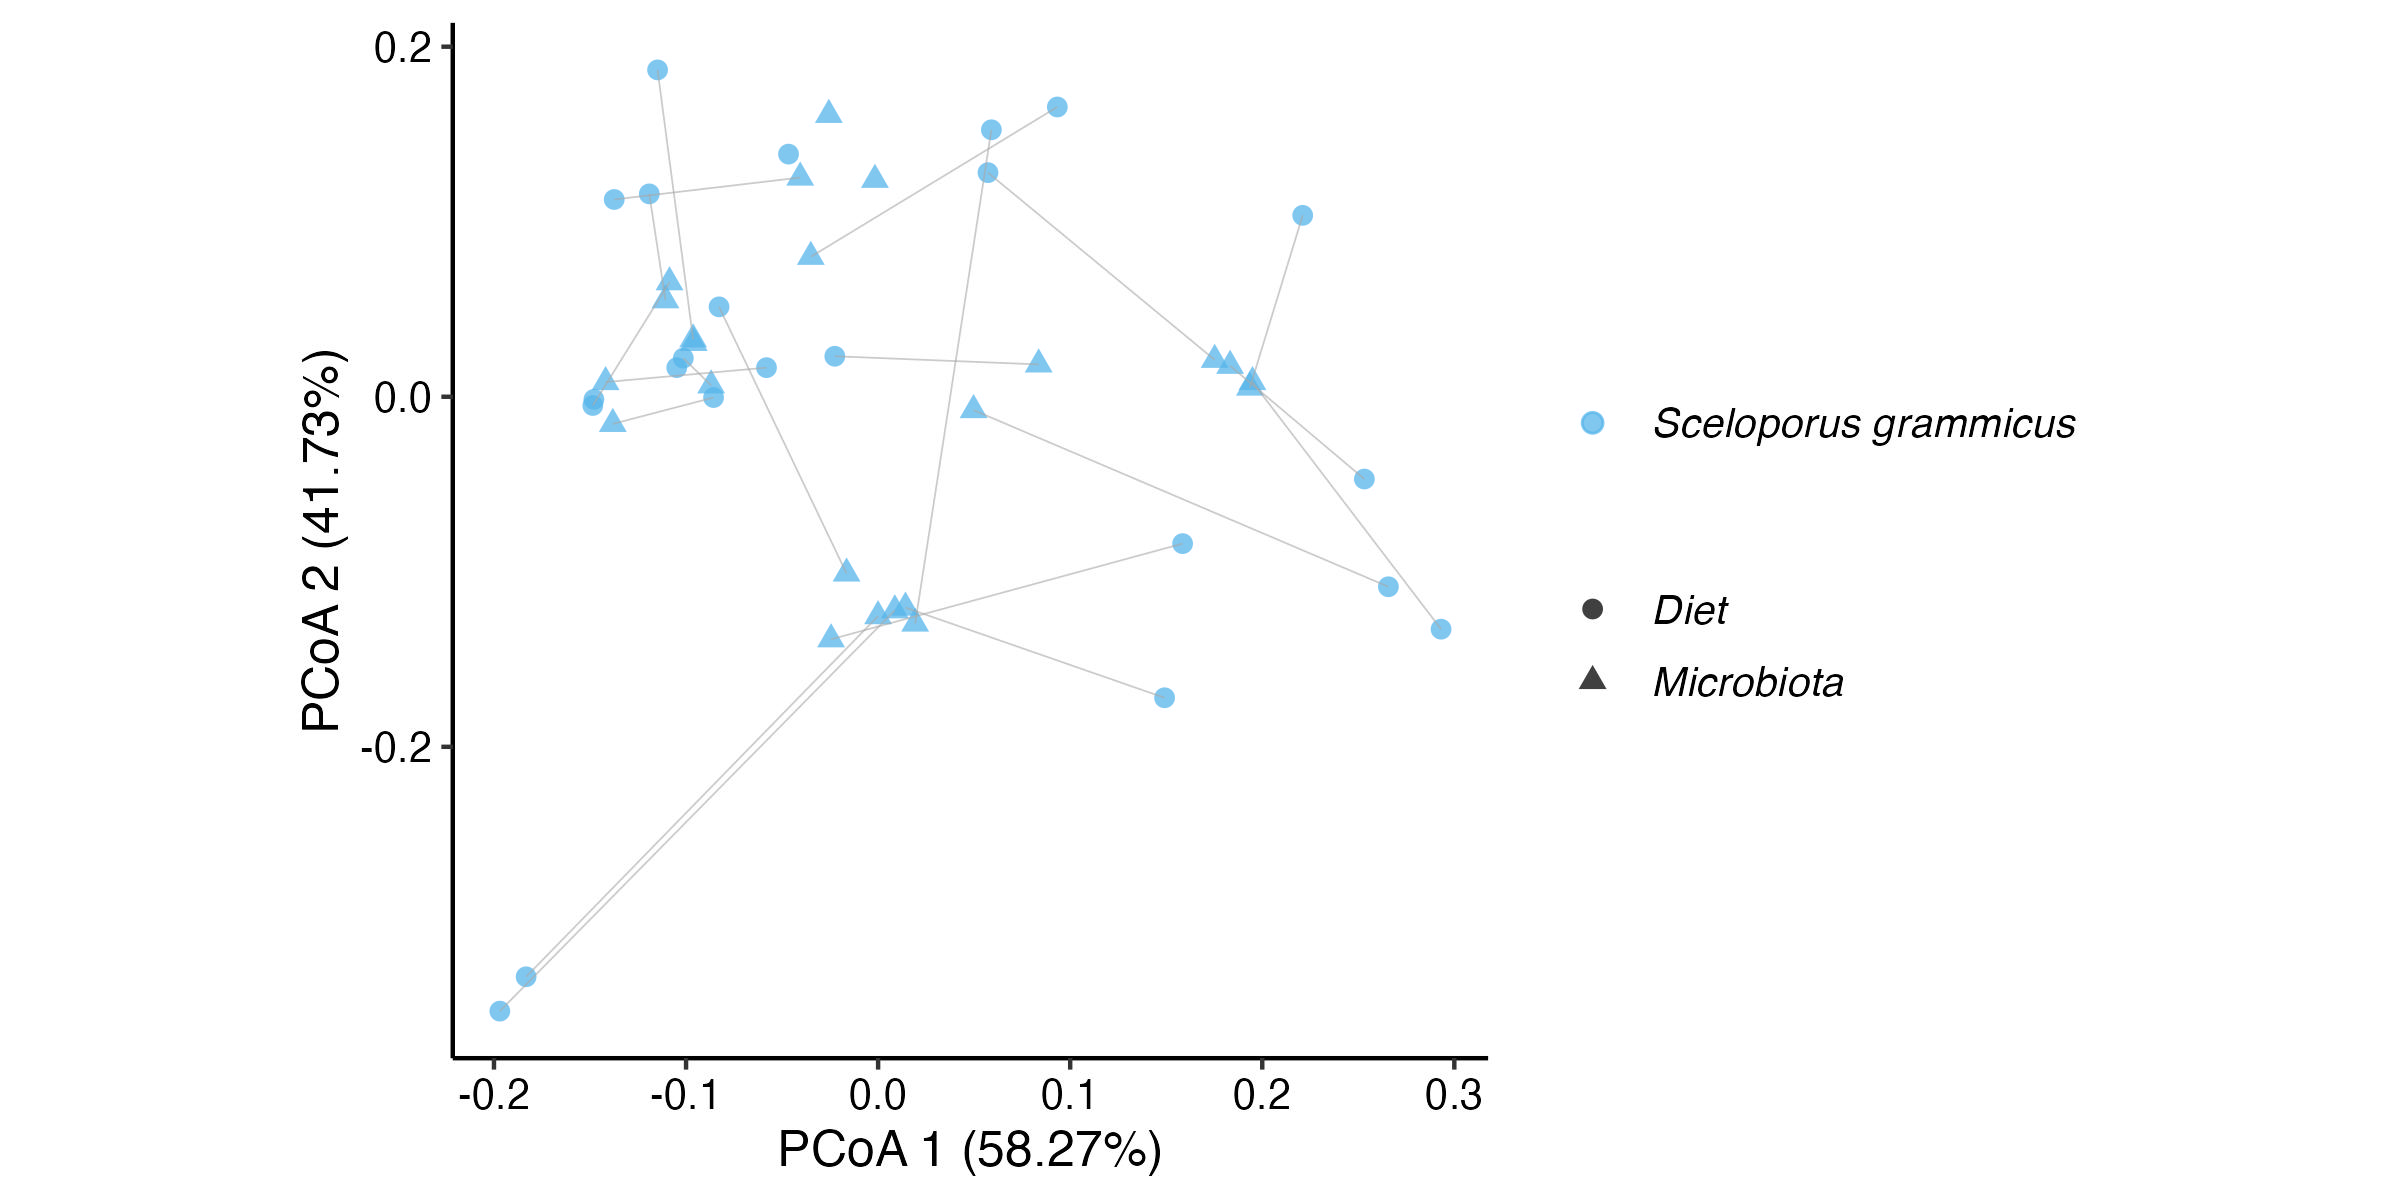 0.2
0.0
-0.2
PCoA 2 (41.73%)
-0.2 -0.1 0.0 0.1 0.2 0.3
PCoA 1 (58.27%)
Sceloporus grammicus
Diet
Microbiota